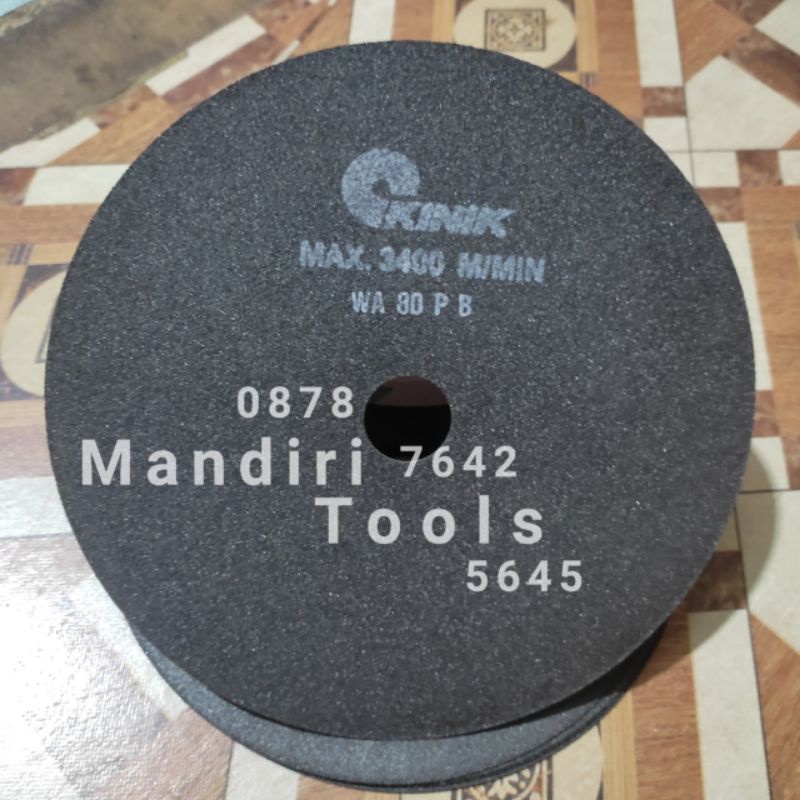 KINIK
MAX. 3400 M/MIN
WA 80 P B
0878
Mandiri 7642
Tools
5645